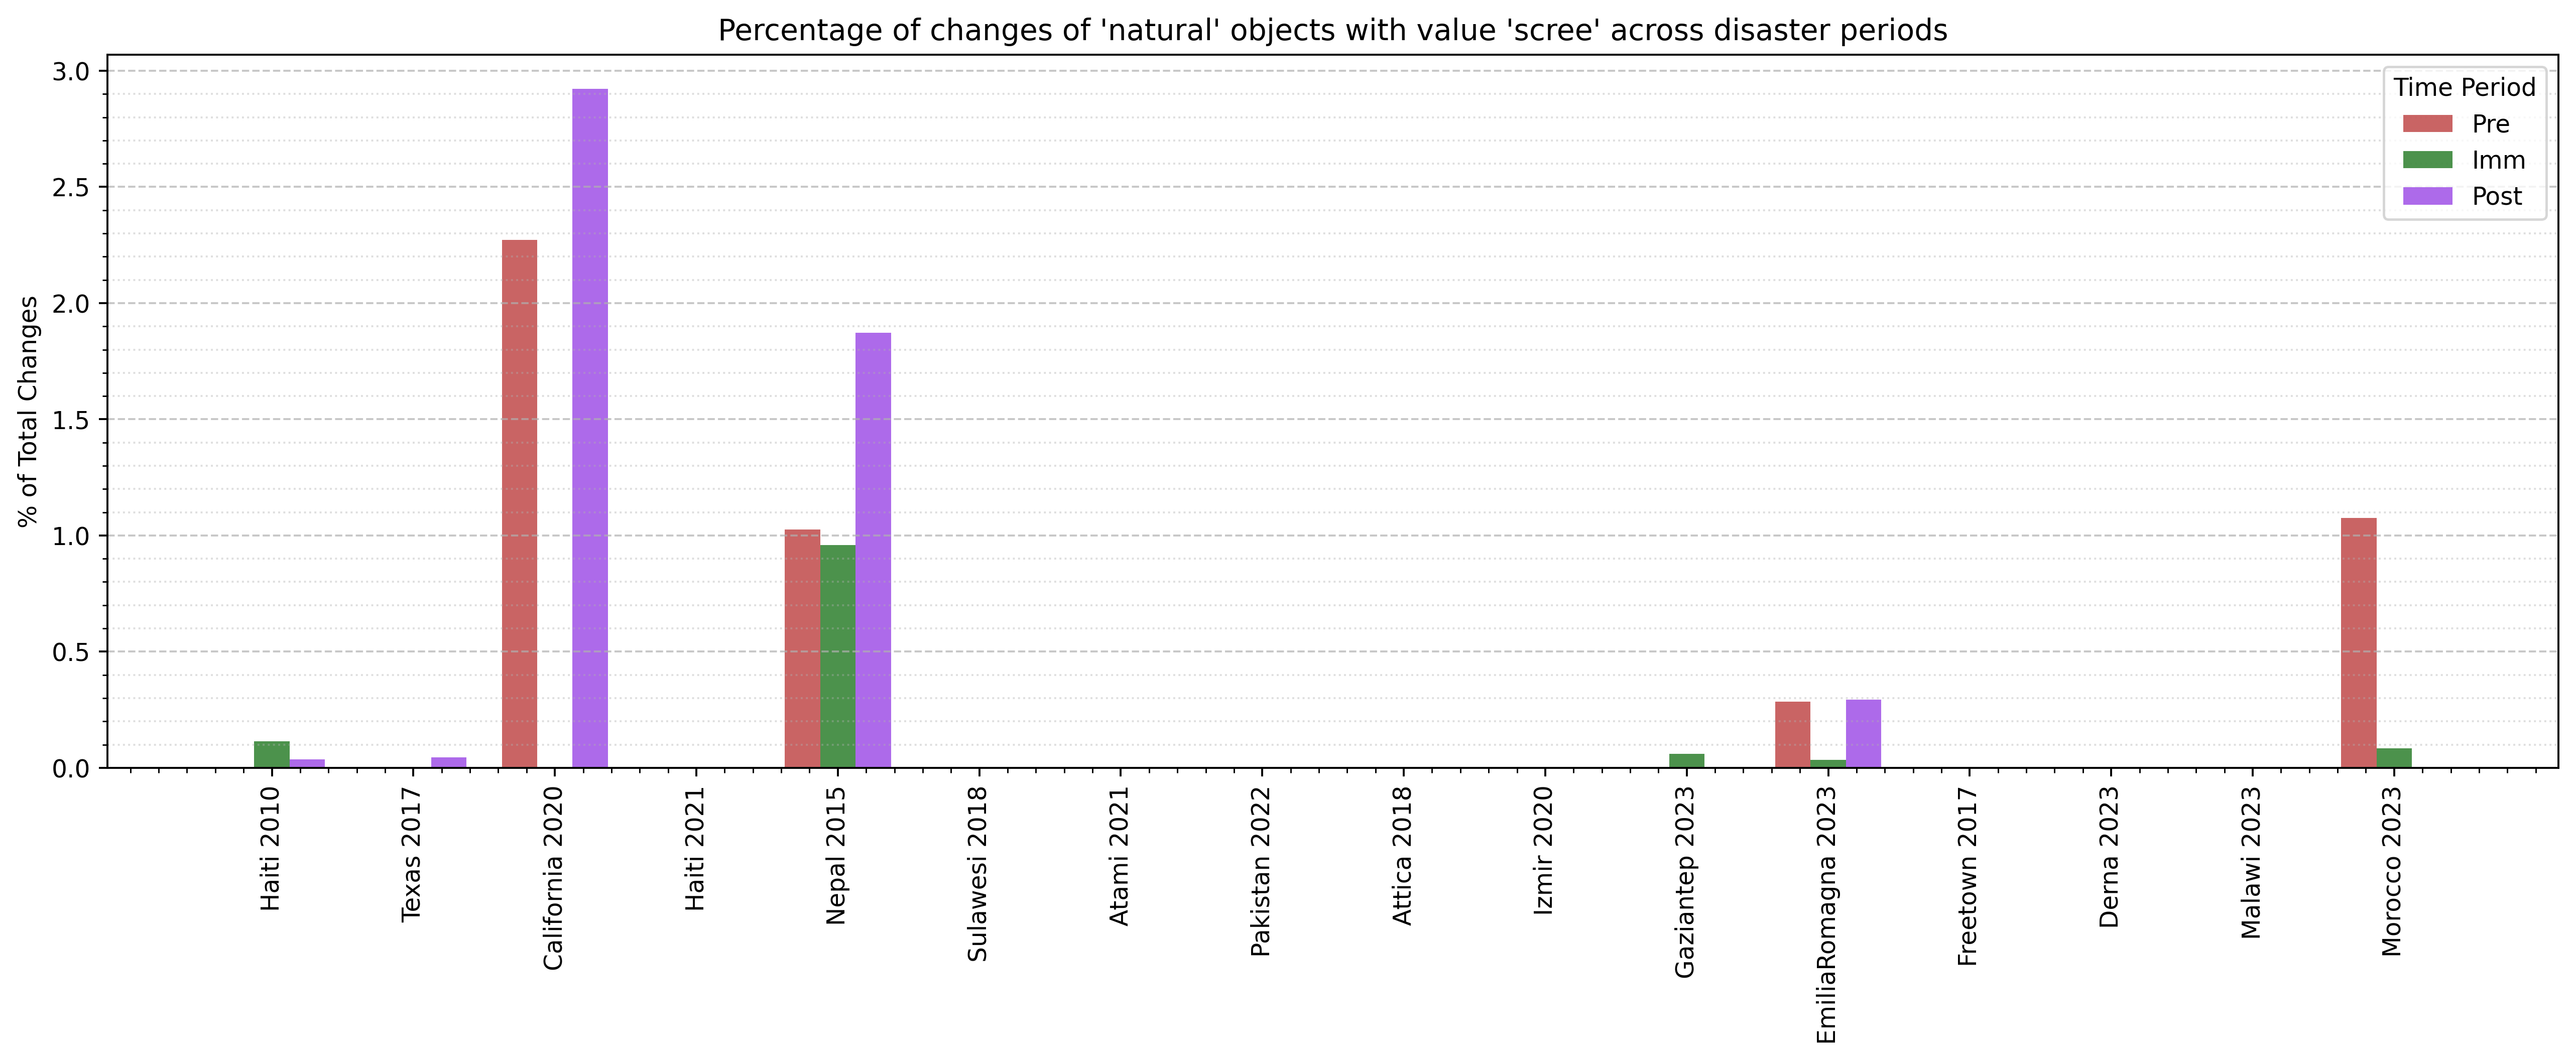 Percentage of changes of 'natural' objects with value 'scree' across disaster periods
% of Total Changes
3.0
2.5
2.0
1.5
1.0
0.5
0.0
Time Period
Pre
Imm
Post
Haiti 2010
Texas 2017
California 2020
Haiti 2021
Nepal 2015
Sulawesi 2018
Atami 2021
Pakistan 2022
Attica 2018
Izmir 2020
Gaziantep 2023
EmiliaRomagna 2023
Freetown 2017
Derna 2023
Malawi 2023
Morocco 2023